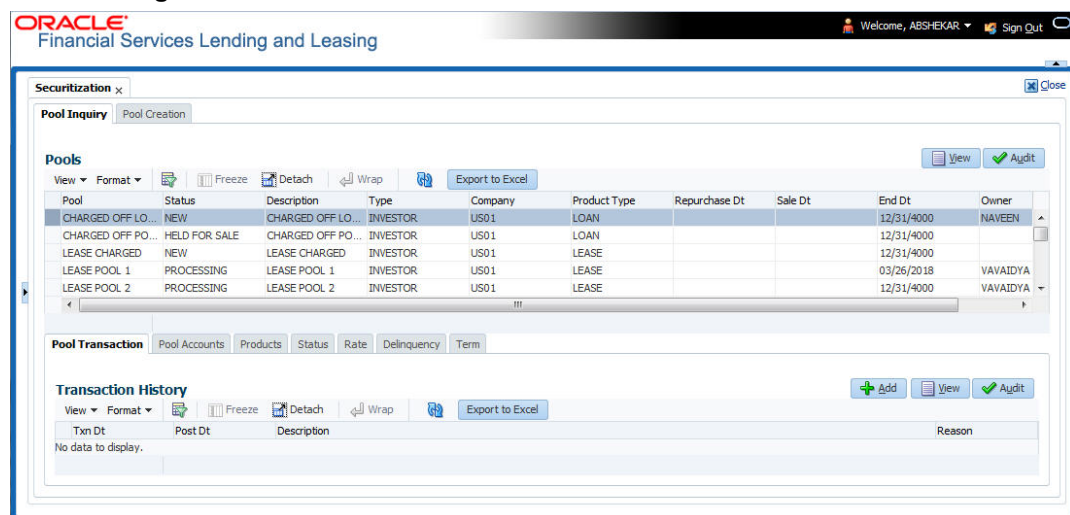 ORACLE®
Financial Services Lending and Leasing
Welcome, ABSHEKAR Sign Out
Securitization × Close
Pool Inquiry Pool Creation
Pools View Audit
View Format Freeze Detach Wrap Export to Excel
Pool Status Description Type Company Product Type Repurchase Dt Sale Dt End Dt Owner
CHARGED OFF LO... NEW CHARGED OFF LO... INVESTOR US01 LOAN 12/31/4000 NAVEEN
CHARGED OFF PO... HELD FOR SALE CHARGED OFF PO... INVESTOR US01 LOAN 12/31/4000
LEASE CHARGED NEW LEASE CHARGED INVESTOR US01 LEASE 12/31/4000
LEASE POOL 1 PROCESSING LEASE POOL 1 INVESTOR US01 LEASE 03/26/2018 VAVAIDYA
LEASE POOL 2 PROCESSING LEASE POOL 2 INVESTOR US01 LEASE 12/31/4000 VAVAIDYA
Pool Transaction Pool Accounts Products Status Rate Delinquency Term
Transaction History Add View Audit
View Format Freeze Detach Wrap Export to Excel
Txn Dt Post Dt Description Reason
No data to display.